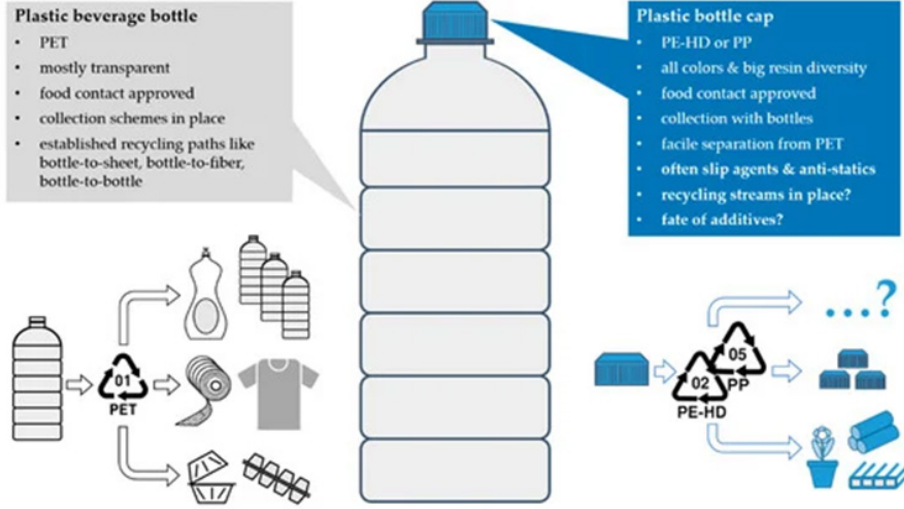 Plastic beverage bottle
• PET
• mostly transparent
• food contact approved
• collection schemes in place
• established recycling paths like
bottle-to-sheet, bottle-to-fiber,
bottle-to-bottle
Plastic bottle cap
• PE-HD or PP
• all colors & big resin diversity
• food contact approved
• collection with bottles
• facile separation from PET
• often slip agents & anti-statics
• recycling streams in place?
• fate of additives?
01
PET
02
PE-HD
05
PP
...?